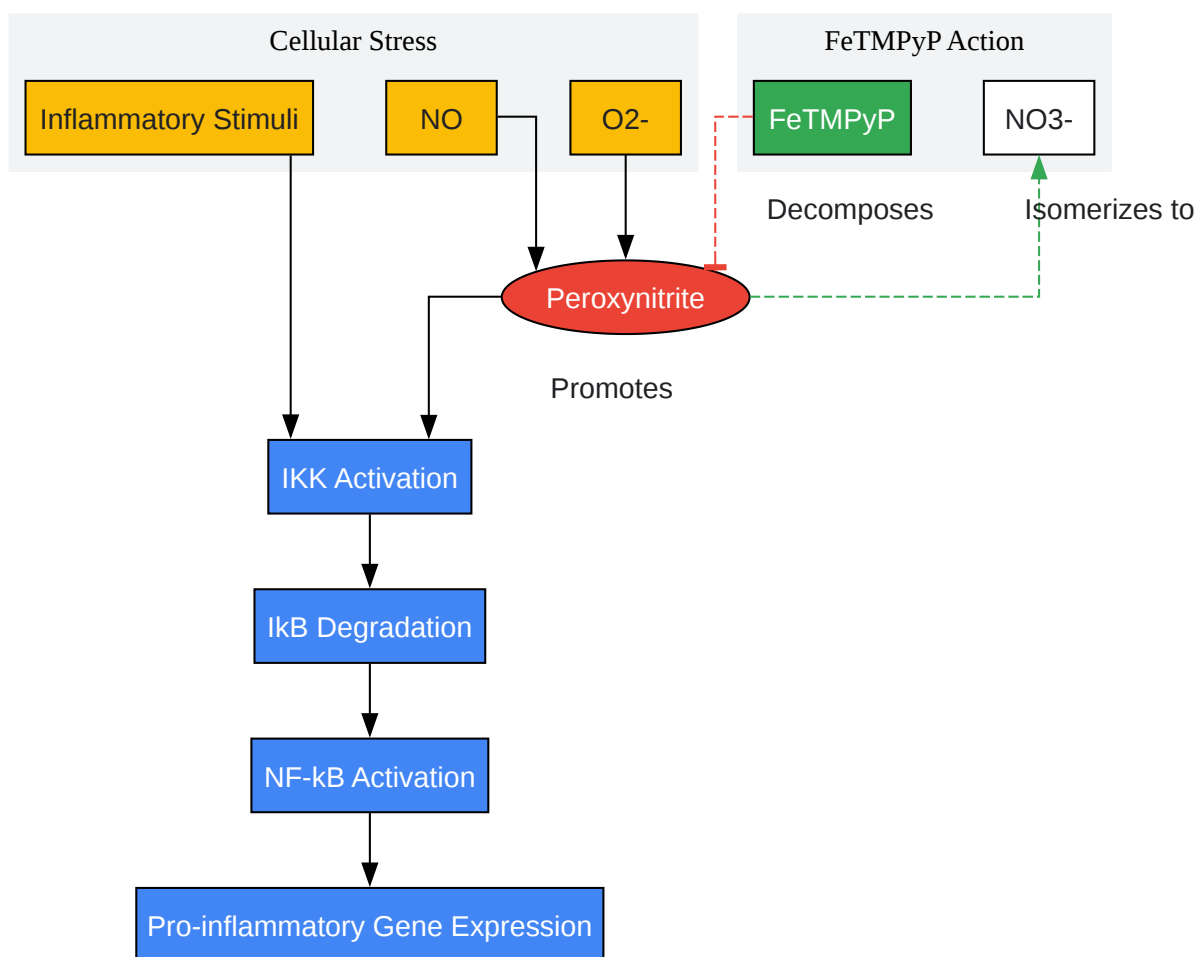 Cellular Stress
FeTMPyP Action
Inflammatory Stimuli
NO
O2-
FeTMPyP
NO3-
Decomposes
Isomerizes to
Peroxynitrite
Promotes
IKK Activation
IkB Degradation
NF-kB Activation
Pro-inflammatory Gene Expression